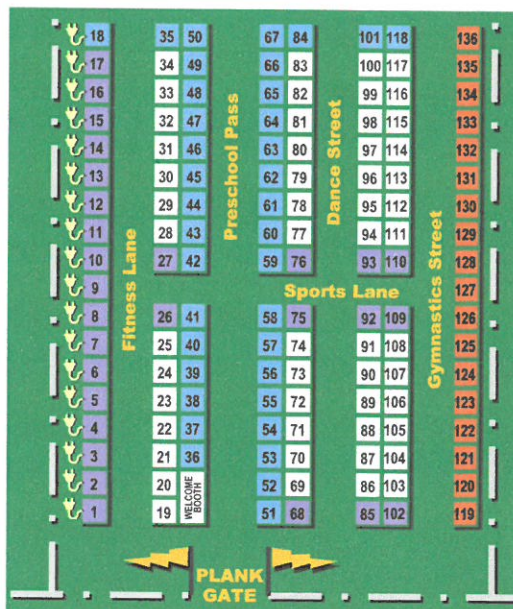 18 35 50 67 84 101 118 136
17 34 49 66 83 100 117 135
16 33 48 65 82 99 116 134
15 32 47 64 81 98 115 133
14 31 46 63 80 97 114 132
13 30 45 62 79 96 113 131
12 29 44 61 78 95 112 130
11 28 43 60 77 94 111 129
10 27 42 59 76 93 110 128
9 127
8 26 41 58 75 92 109 126
7 25 40 57 74 91 108 125
6 24 39 56 73 90 107 124
5 23 38 55 72 89 106 123
4 22 37 54 71 88 105 122
3 21 36 53 70 87 104 121
2 20 52 69 86 103 120
1 19 51 68 85 102 119
WELCOME
BOOTH
Fitness Lane
Preschool Pass
Dance Street
Sports Lane
Gymnastics Street
PLANK
GATE